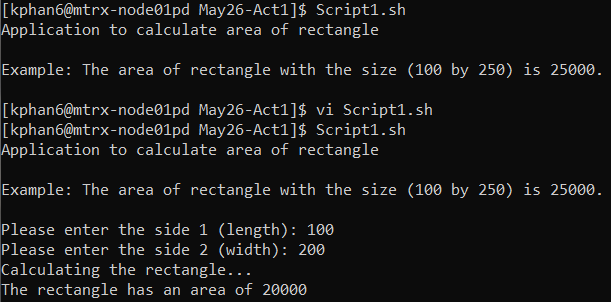 [kphan6@mtrx-node01pd May26-Act1]$ Script1.sh
Application to calculate area of rectangle
Example: The area of rectangle with the size (100 by 250) is 25000.
[kphan6@mtrx-node01pd May26-Act1]$ vi Script1.sh
[kphan6@mtrx-node01pd May26-Act1]$ Script1.sh
Application to calculate area of rectangle
Example: The area of rectangle with the size (100 by 250) is 25000.
Please enter the side 1 (length): 100
Please enter the side 2 (width): 200
Calculating the rectangle...
The rectangle has an area of 20000